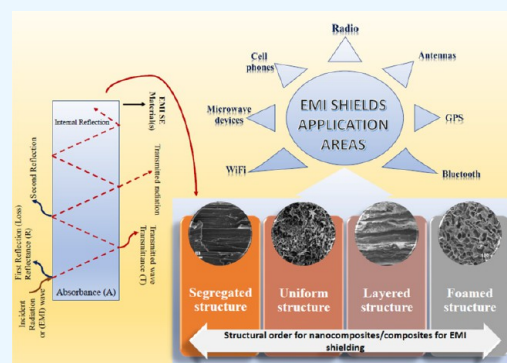 Radio
Cell
phones
Antennas
EMI SHIELDS
APPLICATION
AREAS
Microwave
devices
GPS
WiFi
Bluetooth
EMI SE
Material(s)
Internal Reflection
Second Reflection
Transmitted radiation
First Reflection (Loss)
Reflectance (R)
Transmitted wave
Transmittance (T)
Absorbance (A)
Incident
Radiation
or (EMI) wave
Segregated
structure
Uniform
structure
Layered
structure
Foamed
structure
Structural order for nanocomposites/composites for EMI
shielding